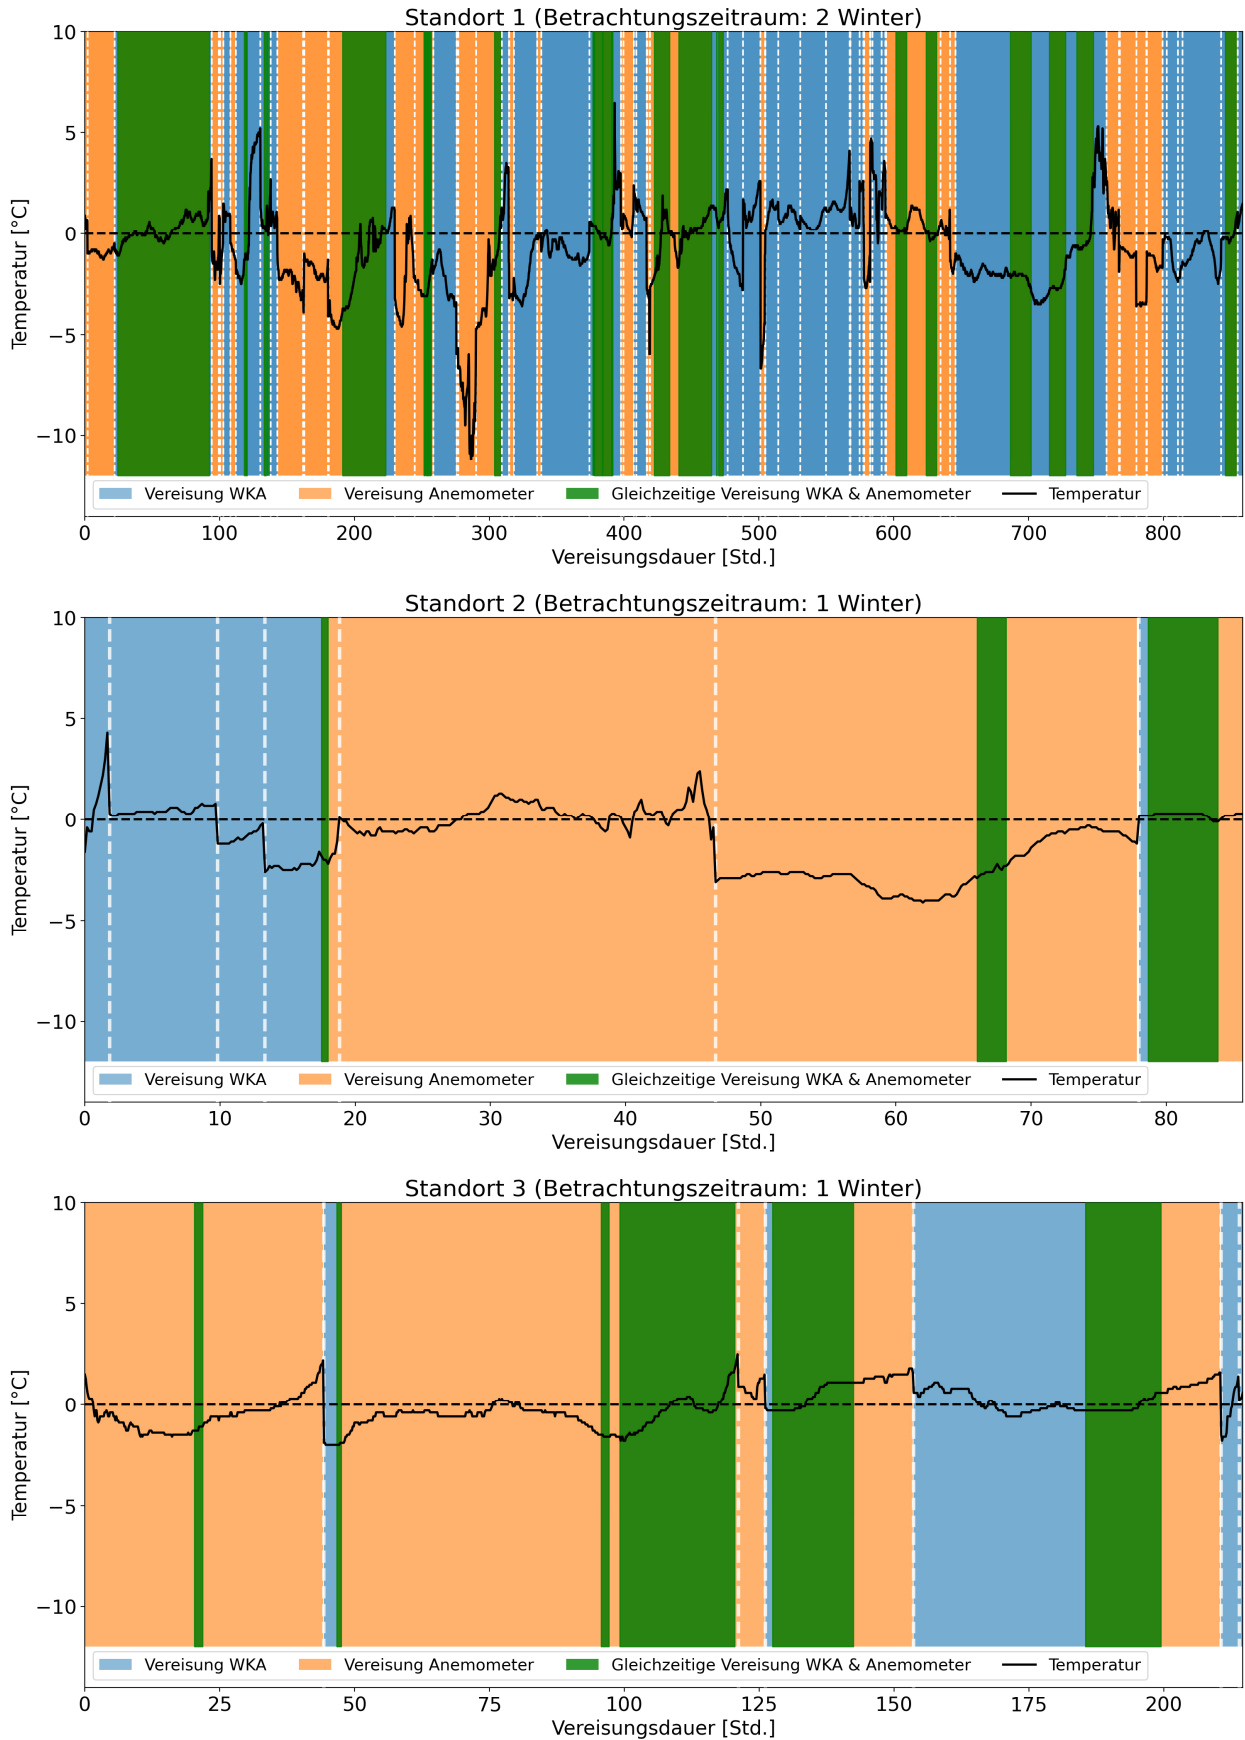 Standort 1 (Betrachtungszeitraum: 2 Winter)
10
5
0
−5
−10
Temperatur [°C]
Vereisung WKA Vereisung Anemometer Gleichzeitige Vereisung WKA & Anemometer Temperatur
0 100 200 300 400 500 600 700 800
Vereisungsdauer [Std.]
Standort 2 (Betrachtungszeitraum: 1 Winter)
10
5
0
−5
−10
Temperatur [°C]
Vereisung WKA Vereisung Anemometer Gleichzeitige Vereisung WKA & Anemometer Temperatur
0 10 20 30 40 50 60 70 80
Vereisungsdauer [Std.]
Standort 3 (Betrachtungszeitraum: 1 Winter)
10
5
0
−5
−10
Temperatur [°C]
Vereisung WKA Vereisung Anemometer Gleichzeitige Vereisung WKA & Anemometer Temperatur
0 25 50 75 100 125 150 175 200
Vereisungsdauer [Std.]